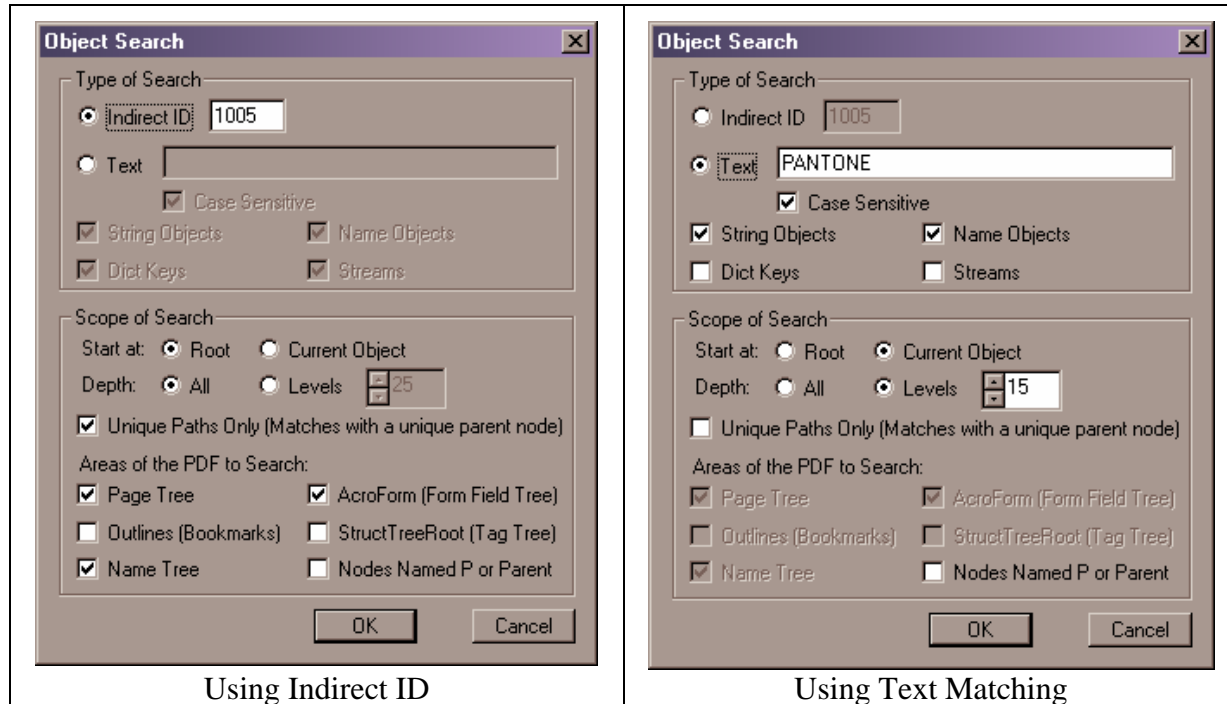 Object Search
Type of Search
Indirect ID 1005
Text
Case Sensitive
String Objects Name Objects
Dict Keys Streams
Scope of Search
Start at: Root Current Object
Depth: All Levels 25
Unique Paths Only (Matches with a unique parent node)
Areas of the PDF to Search:
Page Tree AcroForm (Form Field Tree)
Outlines (Bookmarks) StructTreeRoot (Tag Tree)
Name Tree Nodes Named P or Parent
OK Cancel
Using Indirect ID
Object Search
Type of Search
Indirect ID 1005
Text PANTONE
Case Sensitive
String Objects Name Objects
Dict Keys Streams
Scope of Search
Start at: Root Current Object
Depth: All Levels 15
Unique Paths Only (Matches with a unique parent node)
Areas of the PDF to Search:
Page Tree AcroForm (Form Field Tree)
Outlines (Bookmarks) StructTreeRoot (Tag Tree)
Name Tree Nodes Named P or Parent
OK Cancel
Using Text Matching